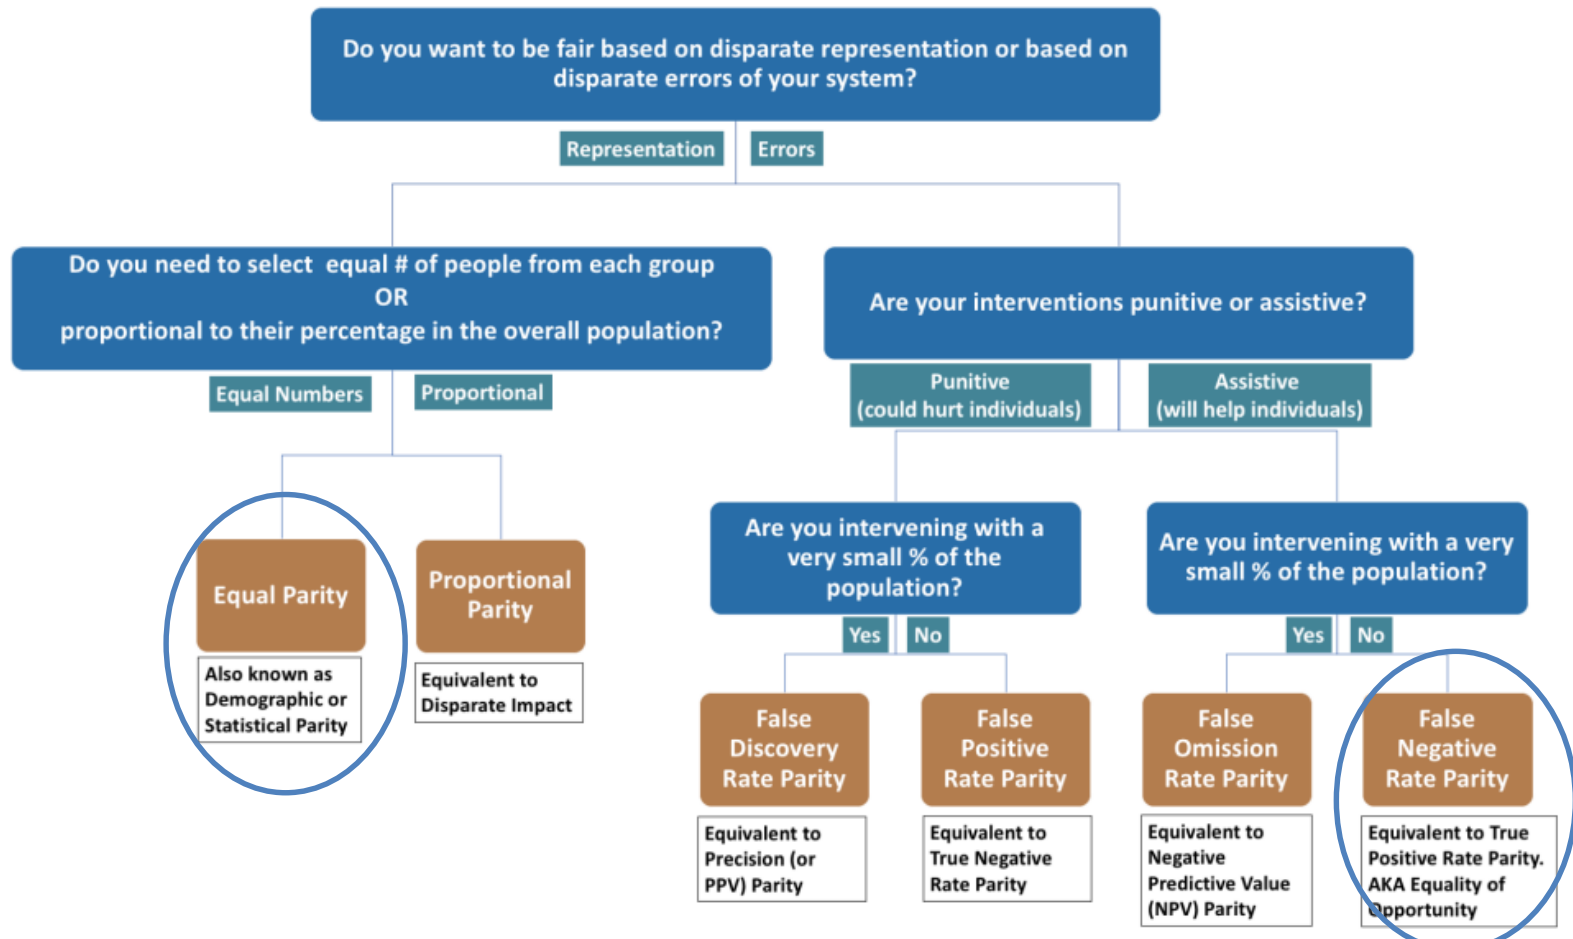 Do you want to be fair based on disparate representation or based on
disparate errors of your system?
Representation
Errors
Do you need to select equal # of people from each group
OR
proportional to their percentage in the overall population?
Are your interventions punitive or assistive?
Equal Numbers
Proportional
Punitive
(could hurt individuals)
Assistive
(will help individuals)
Are you intervening with a
very small % of the
population?
Are you intervening with a very
small % of the population?
Equal Parity
Proportional
Parity
Also known as
Demographic or
Statistical Parity
Equivalent to
Disparate Impact
Yes
No
Yes
No
False
Discovery
Rate Parity
False
Positive
Rate Parity
False
Omission
Rate Parity
False
Negative
Rate Parity
Equivalent to
Precision (or
PPV) Parity
Equivalent to
True Negative
Rate Parity
Equivalent to
Negative
Predictive Value
(NPV) Parity
Equivalent to True
Positive Rate Parity.
AKA Equality of
Opportunity